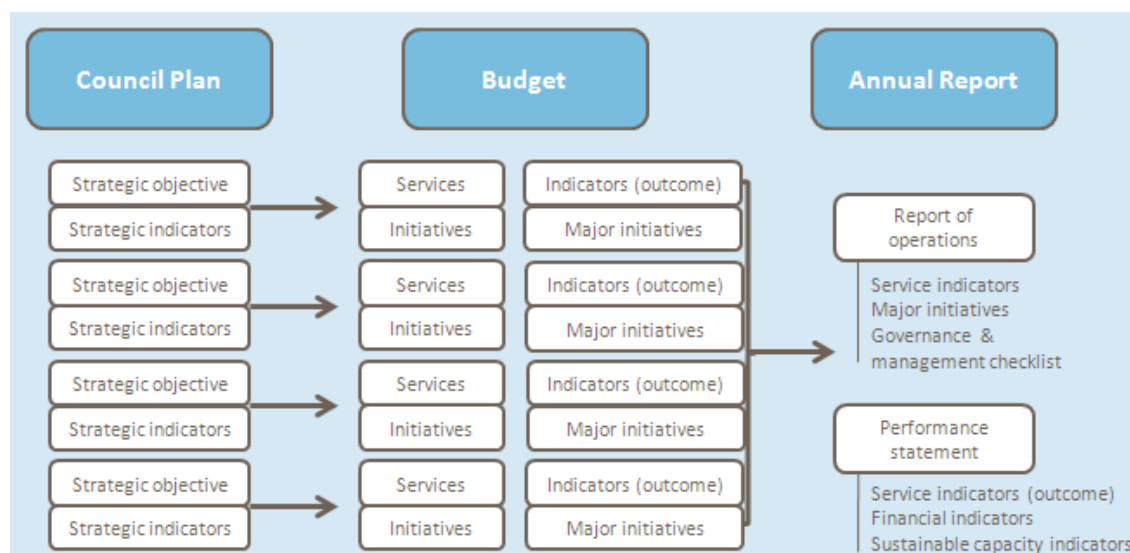 Council Plan
Budget
Annual Report
Strategic objective
Strategic indicators
Services
Initiatives
Indicators (outcome)
Major initiatives
Strategic objective
Strategic indicators
Services
Initiatives
Indicators (outcome)
Major initiatives
Strategic objective
Strategic indicators
Services
Initiatives
Indicators (outcome)
Major initiatives
Strategic objective
Strategic indicators
Services
Initiatives
Indicators (outcome)
Major initiatives
Report of
operations
Service indicators
Major initiatives
Governance &
management checklist
Performance
statement
Service indicators (outcome)
Financial indicators
Sustainable capacity indicators